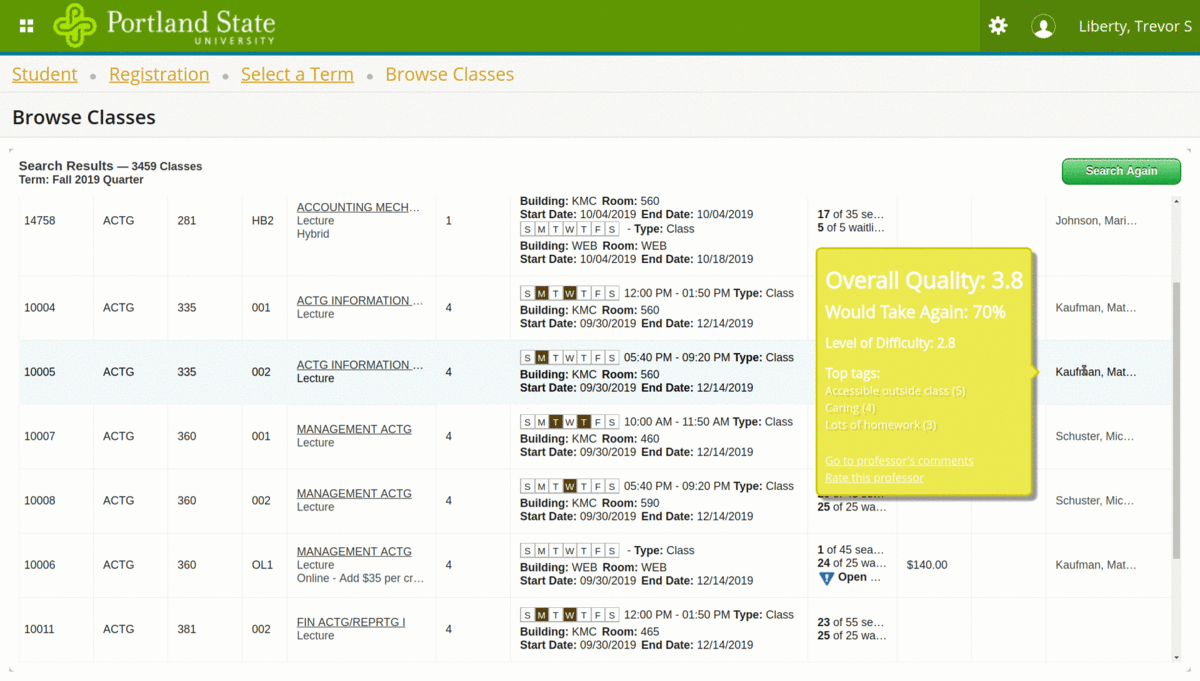 Portland State
UNIVERSITY
Liberty, Trevor S
Student • Registration • Select a Term • Browse Classes
Browse Classes
Search Results — 3459 Classes
Term: Fall 2019 Quarter
Search Again
14758 ACTG 281 HB2
ACCOUNTING MECH…
Lecture
Hybrid
1
Building: KMC Room: 560
Start Date: 10/04/2019 End Date: 10/04/2019
S M T W T F S - Type: Class
Building: WEB Room: WEB
Start Date: 10/04/2019 End Date: 10/18/2019
17 of 35 se…
5 of 5 waitli…
Johnson, Mari…
10004 ACTG 335 001
ACTG INFORMATION …
Lecture
4
S M T W T F S 12:00 PM - 01:50 PM Type: Class
Building: KMC Room: 560
Start Date: 09/30/2019 End Date: 12/14/2019
Kaufman, Mat…
10005 ACTG 335 002
ACTG INFORMATION …
Lecture
4
S M T W T F S 05:40 PM - 09:20 PM Type: Class
Building: KMC Room: 560
Start Date: 09/30/2019 End Date: 12/14/2019
Kaufman, Mat…
Overall Quality: 3.8
Would Take Again: 70%
Level of Difficulty: 2.8
Top tags:
Accessible outside class (5)
Caring (4)
Lots of homework (3)
Go to professor's comments
Rate this professor
10007 ACTG 360 001
MANAGEMENT ACTG
Lecture
4
S M T W T F S 10:00 AM - 11:50 AM Type: Class
Building: KMC Room: 460
Start Date: 09/30/2019 End Date: 12/14/2019
Schuster, Mic…
10008 ACTG 360 002
MANAGEMENT ACTG
Lecture
4
S M T W T F S 05:40 PM - 09:20 PM Type: Class
Building: KMC Room: 590
Start Date: 09/30/2019 End Date: 12/14/2019
25 of 25 wa…
Schuster, Mic…
10006 ACTG 360 OL1
MANAGEMENT ACTG
Lecture
Online - Add $35 per cr…
4
S M T W T F S - Type: Class
Building: WEB Room: WEB
Start Date: 09/30/2019 End Date: 12/14/2019
1 of 45 sea…
24 of 25 wa…
Open …
$140.00
Kaufman, Mat…
10011 ACTG 381 002
FIN ACTG/REPRTG I
Lecture
4
S M T W T F S 12:00 PM - 01:50 PM Type: Class
Building: KMC Room: 465
Start Date: 09/30/2019 End Date: 12/14/2019
23 of 55 se…
25 of 25 wa…